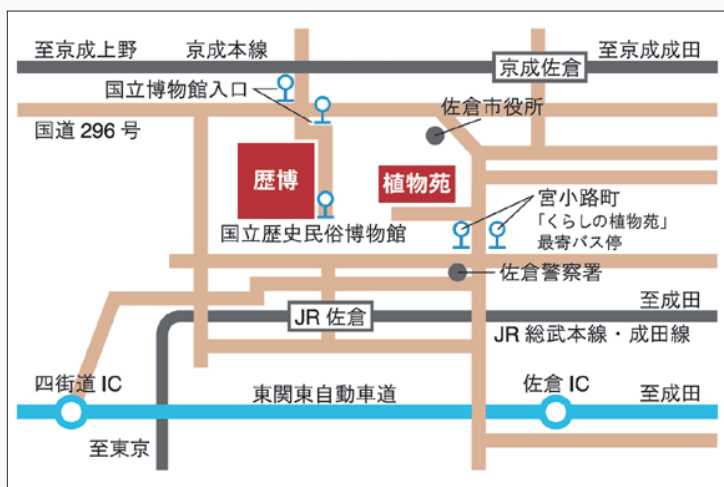 至京成上野
京成本線
至京成成田
京成佐倉
国立博物館入口
佐倉市役所
国道 296 号
歴博
植物苑
宮小路町
「くらしの植物苑」
最寄バス停
国立歴史民俗博物館
佐倉警察署
至成田
JR 佐倉
JR 総武本線・成田線
四街道 IC
東関東自動車道
佐倉 IC
至成田
至東京